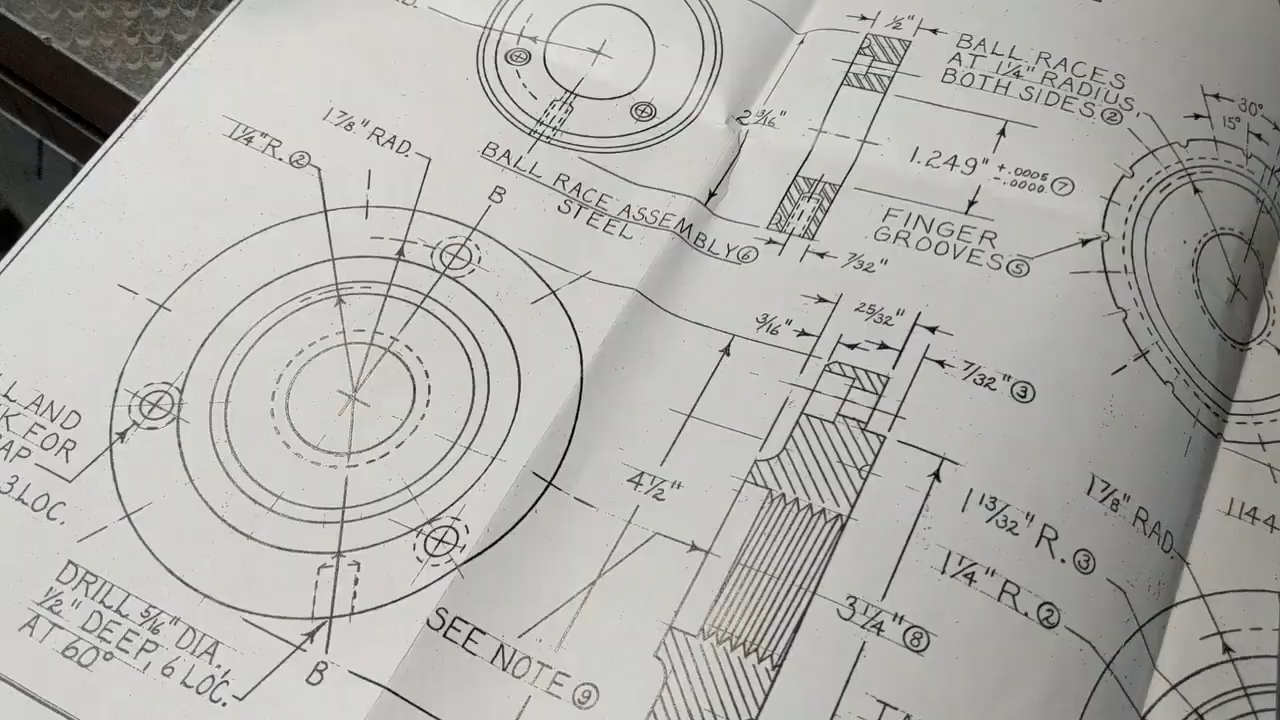 1/2"
BALL RACES
AT 1 1/4" RADIUS,
BOTH SIDES ②
30°
15°
2 9/16"
1.249" +.0005 -.0000 ⑦
1 7/8" RAD.
1 1/4" R. ②
B
BALL RACE ASSEMBLY ⑥
STEEL
FINGER
GROOVES ⑤
7/32"
25/32"
3/16"
7/32" ③
4 1/2"
AND
FOR
3 LOC.
1 13/32" R. ③
1 7/8" RAD.
1144
1 1/4" R. ②
3 1/4" ⑧
DRILL 5/16" DIA.,
1/2" DEEP, 6 LOC.
AT 60°
B
SEE NOTE ⑨